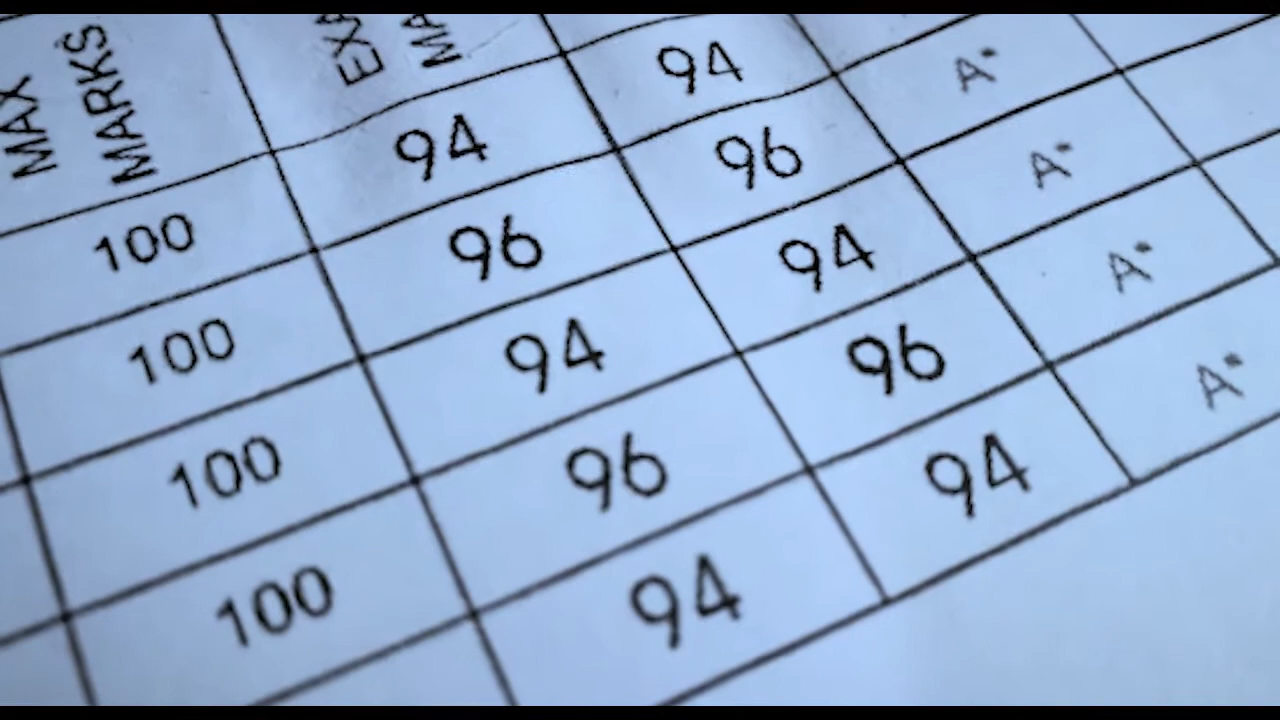 MAX
MARKS
100 94 94
100 96 96 A*
100 94 94 A*
100 96 96 A*
94 94 A*